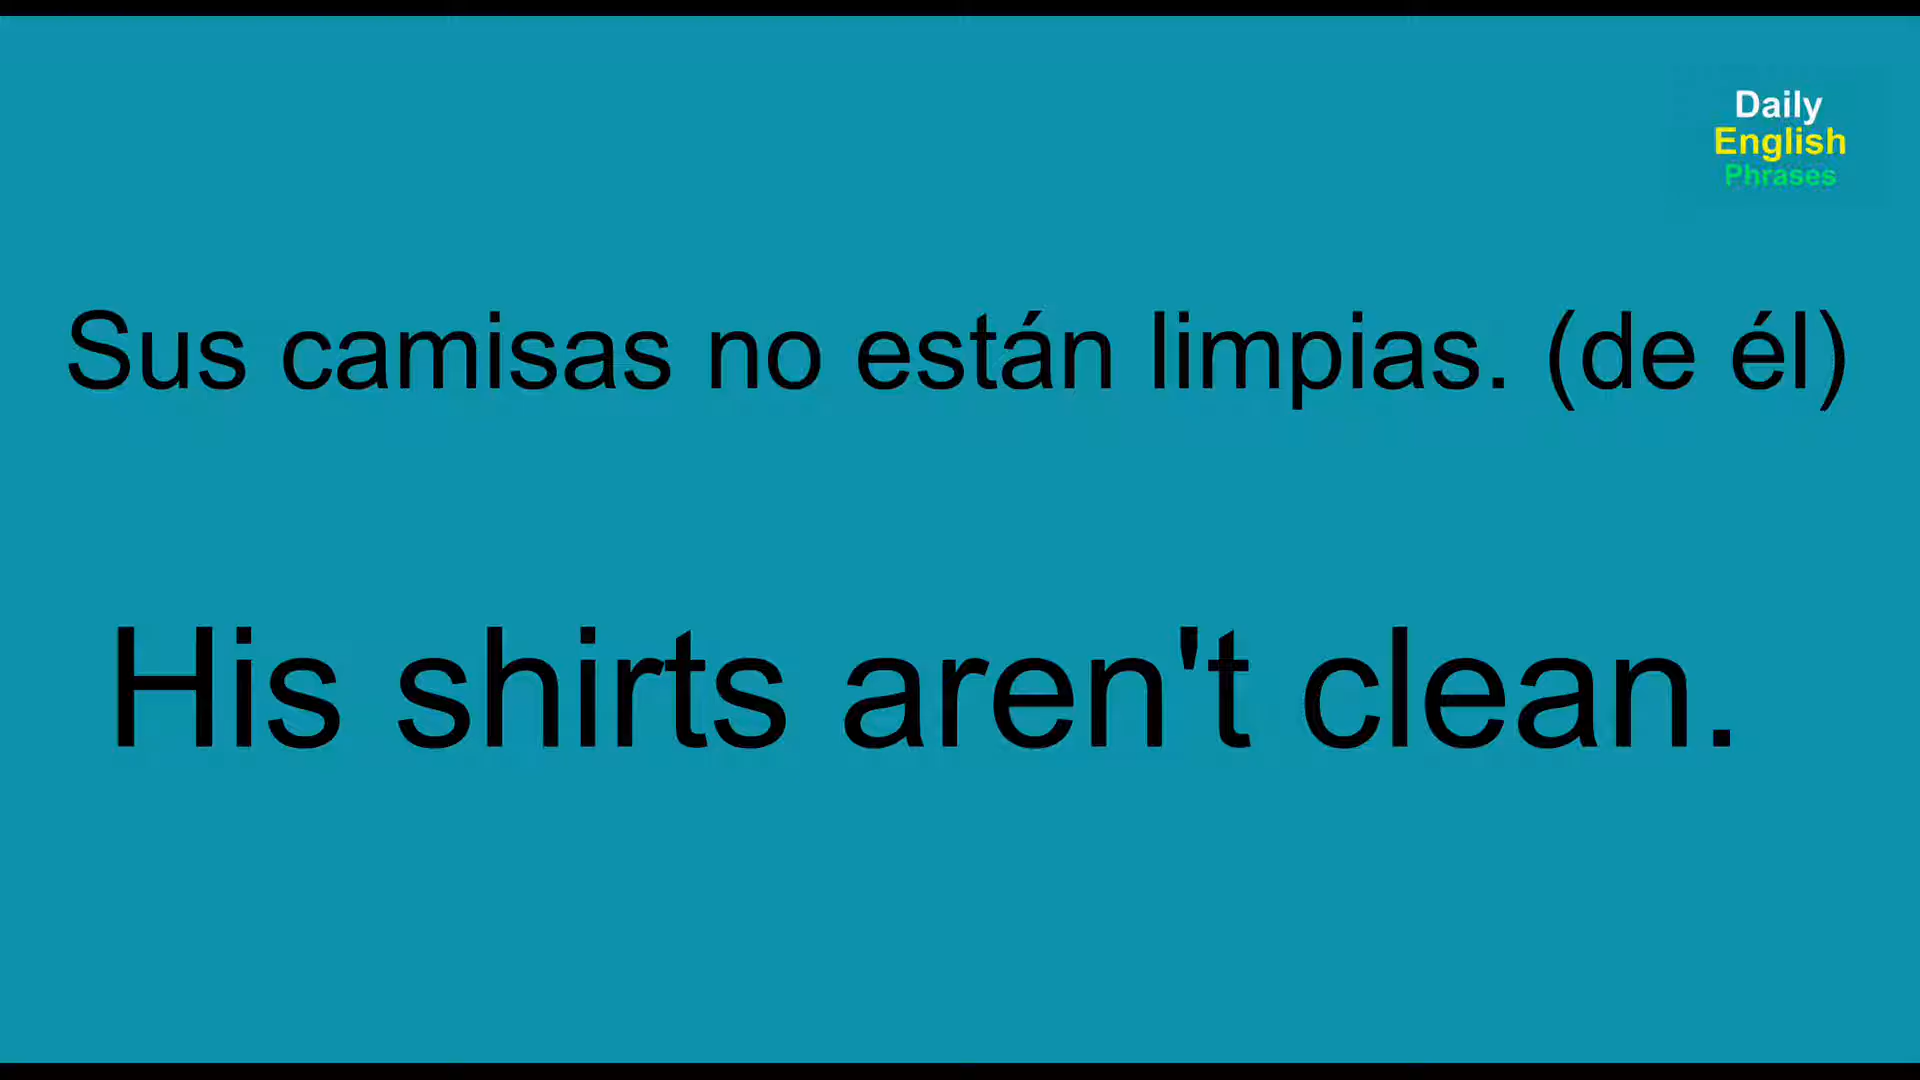 Daily
English
Phrases
Sus camisas no están limpias. (de él)
His shirts aren't clean.